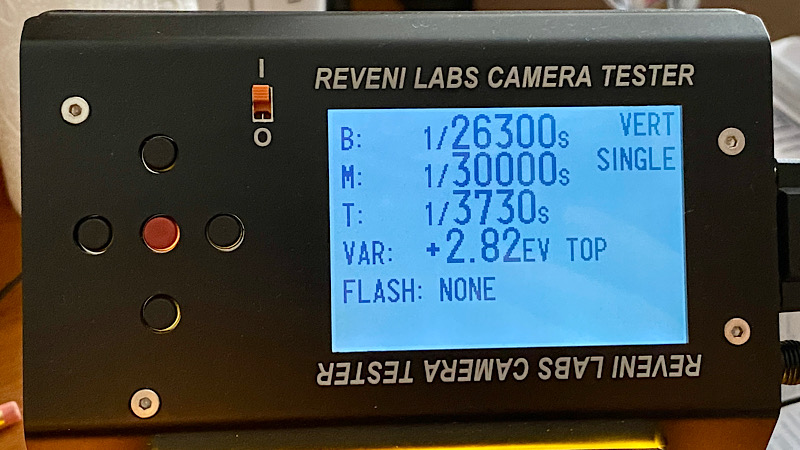 I
REVENI LABS CAMERA TESTER
O
B: 1/26300s VERT
M: 1/30000s SINGLE
T: 1/3730s
VAR: +2.82EV TOP
FLASH: NONE
REVENI LABS CAMERA TESTER